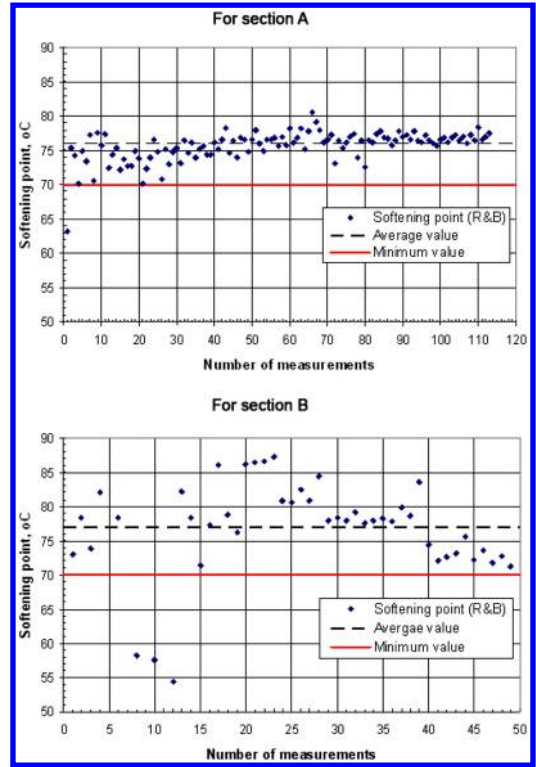 For section A
90
85
80
75
70
65
60
55
50
Softening point, oC
Softening point (R&B)
Average value
Minimum value
0 10 20 30 40 50 60 70 80 90 100 110 120
Number of measurements
For section B
90
85
80
75
70
65
60
55
50
Softening point, oC
Softening point (R&B)
Avergae value
Minimum value
0 5 10 15 20 25 30 35 40 45 50
Number of measurements